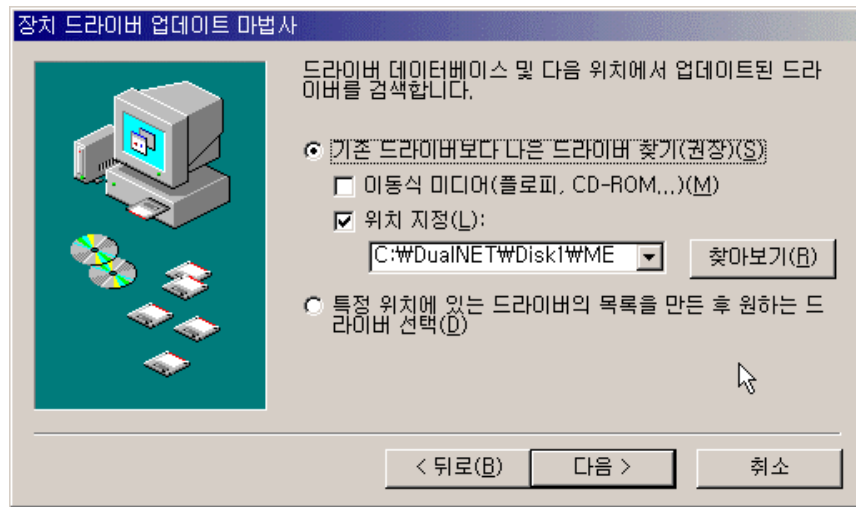 장치 드라이버 업데이트 마법사
드라이버 데이터베이스 및 다음 위치에서 업데이트된 드라
이버를 검색합니다.
기존 드라이버보다 나은 드라이버 찾기(권장)(S)
이동식 미디어(플로피, CD-ROM...)(M)
위치 지정(L):
C:₩DualNET₩Disk1₩ME
찾아보기(R)
특정 위치에 있는 드라이버의 목록을 만든 후 원하는 드
라이버 선택(D)
< 뒤로(B)
다음 >
취소